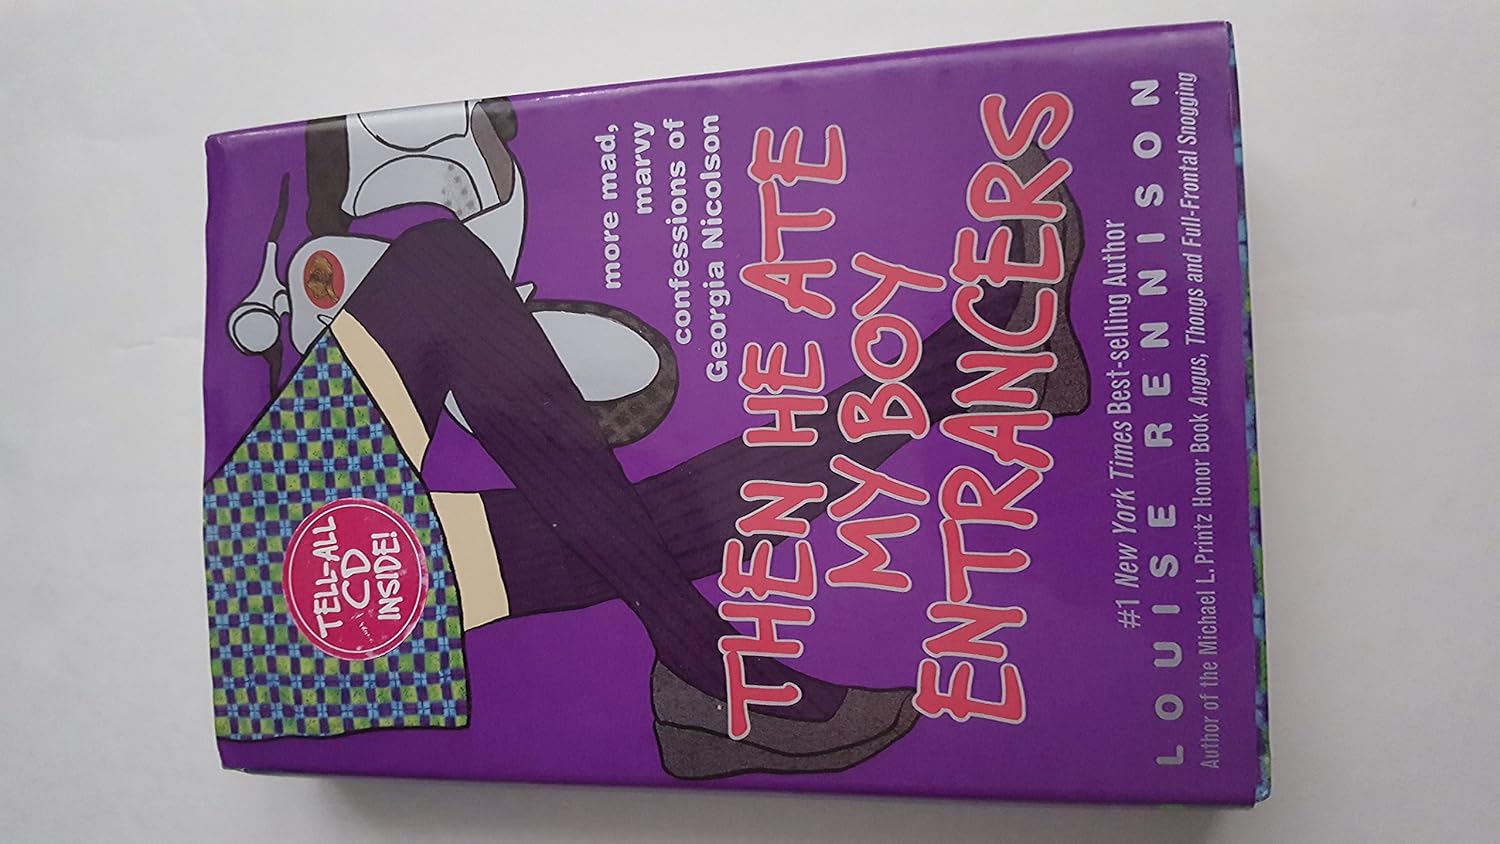 TELL-ALL
CD
INSIDE!
more mad,
marvy
confessions of
Georgia Nicolson
THEN HE ATE
MY BOY
ENTRANCERS
#1 New York Times Best-selling Author
LOUISE RENNISON
Author of the Michael L. Printz Honor Book Angus, Thongs and Full-Frontal Snogging